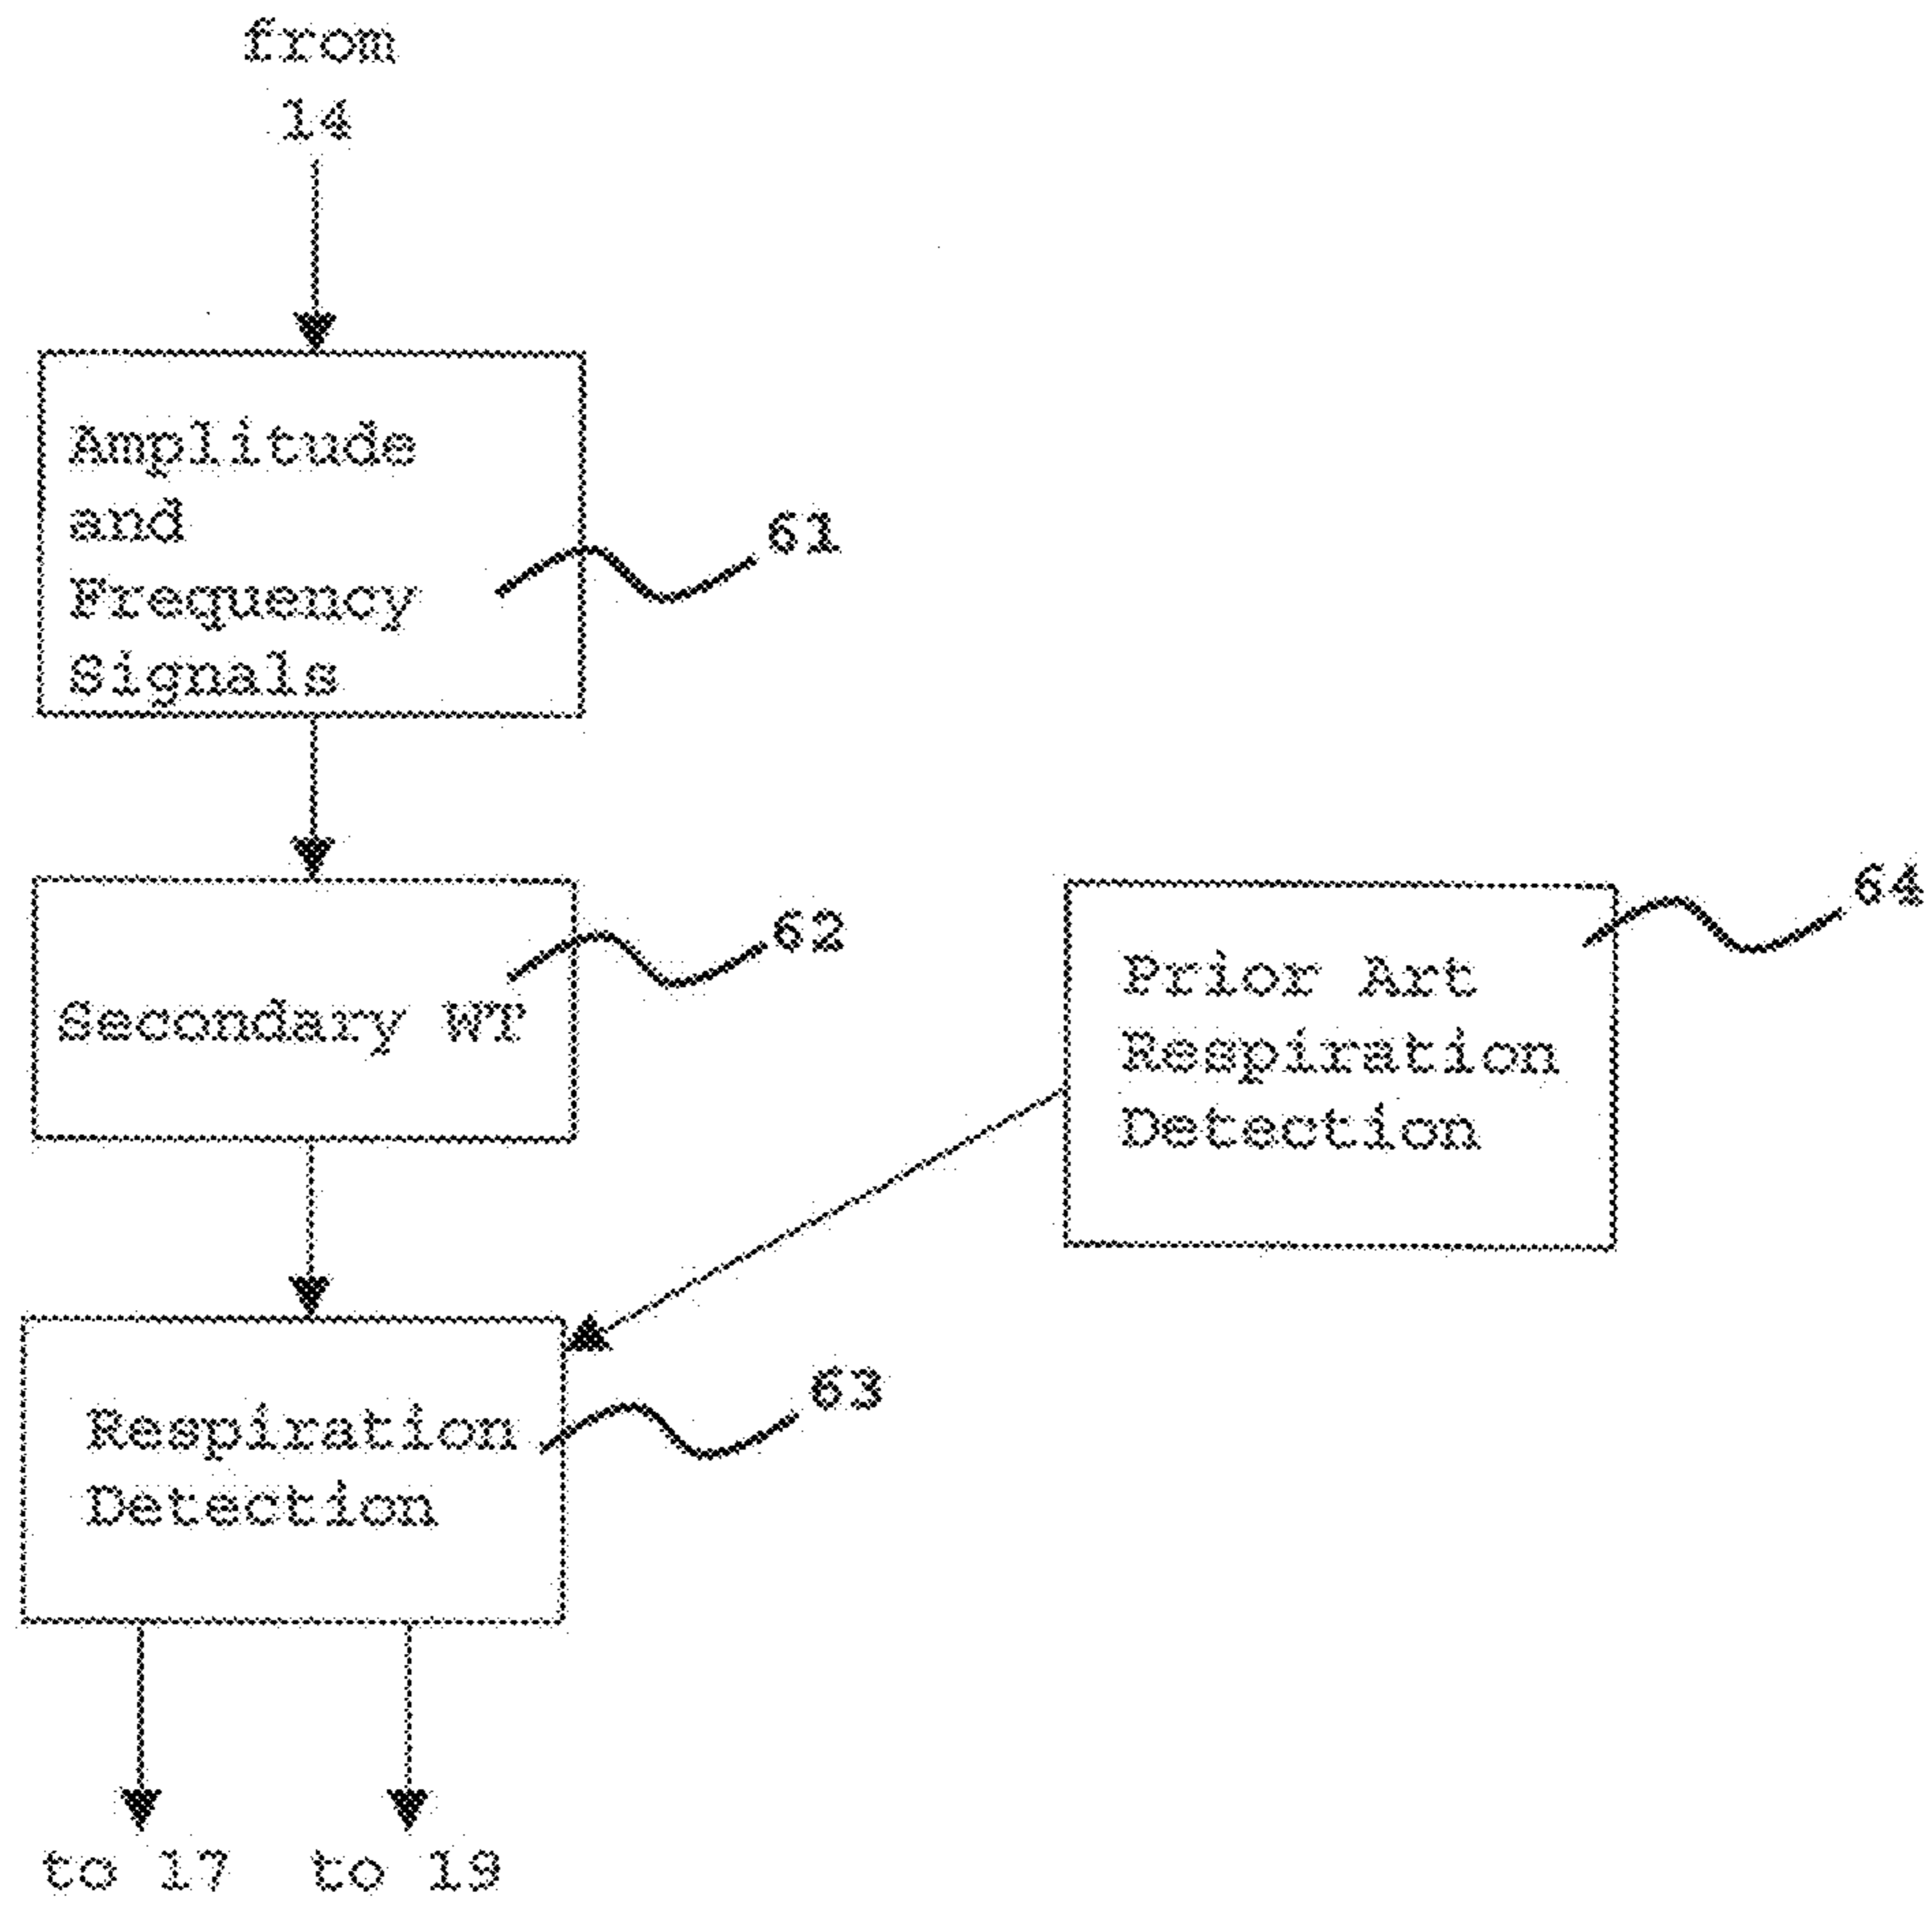 from
14
Amplitude
and
Frequency
Signals
61
Secondary WT
62
Prior Art
Respiration
Detection
64
Respiration
Detection
63
to 17 to 19